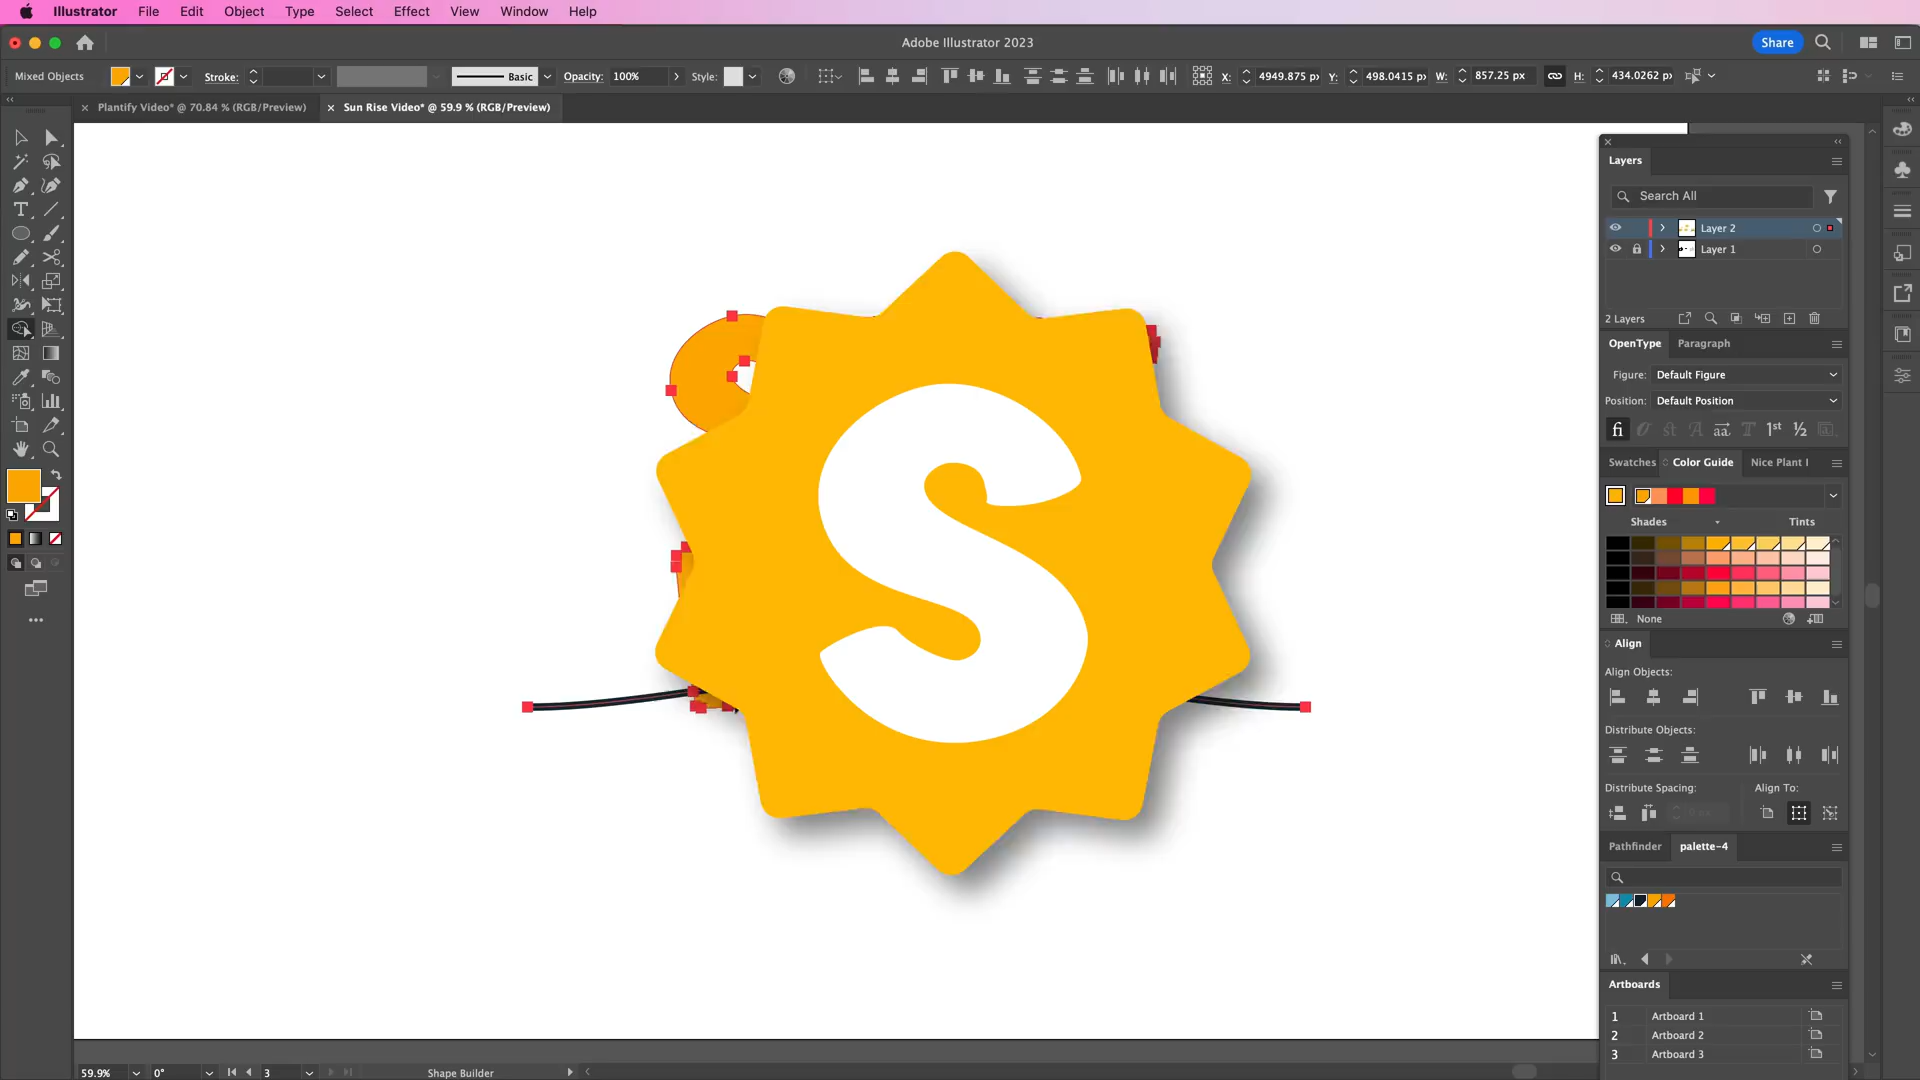 Illustrator File Edit Object Type Select Effect View Window Help
Adobe Illustrator 2023
Share
Mixed Objects Stroke: Basic Opacity: 100% Style: X: 4949.875 px Y: 498.0415 px W: 857.25 px H: 434.0262 px
Plantify Video* @ 70.84 % (RGB/Preview) Sun Rise Video* @ 59.9 % (RGB/Preview)
Layers
Search All
Layer 2
Layer 1
2 Layers
OpenType Paragraph
Figure: Default Figure
Position: Default Position
Swatches Color Guide Nice Plant I
Shades Tints
None
Align
Align Objects:
Distribute Objects:
Distribute Spacing: Align To:
0 px
Pathfinder palette-4
Artboards
1 Artboard 1
2 Artboard 2
3 Artboard 3
S
59.9% 0° 3 Shape Builder